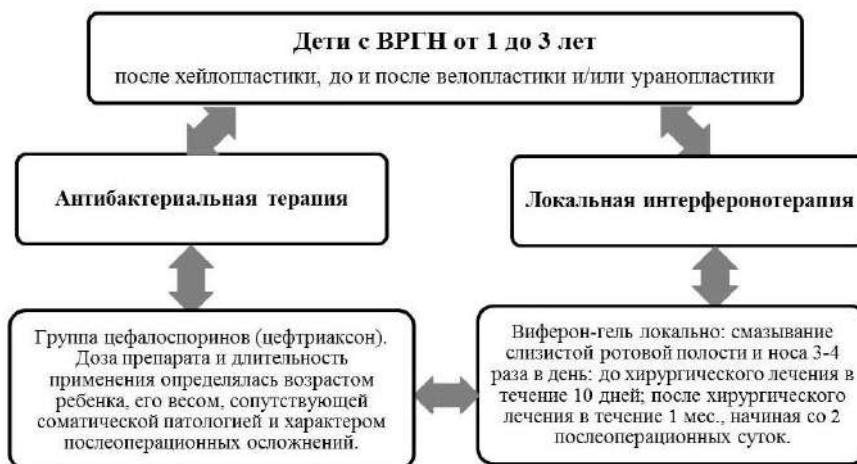 Дети с ВРГН от 1 до 3 лет
после хейлопластики, до и после велопластики и/или уранопластики
Антибактериальная терапия
Локальная интерферонотерапия
Группа цефалоспоринов (цефтриаксон).
Доза препарата и длительность
применения определялась возрастом
ребенка, его весом, сопутствующей
соматической патологией и характером
послеоперационных осложнений.
Виферон-гель локально: смазывание
слизистой ротовой полости и носа 3-4
раза в день: до хирургического лечения в
течение 10 дней; после хирургического
лечения в течение 1 мес., начиная со 2
послеоперационных суток.